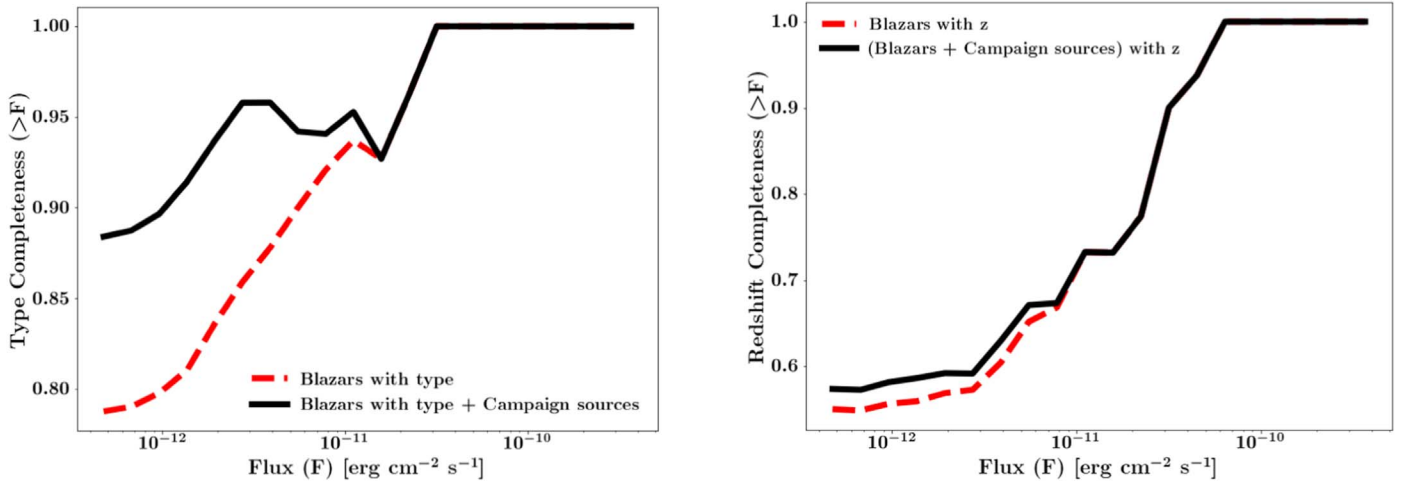 Type Completeness (>F)
1.00
0.95
0.90
0.85
0.80
Blazars with type
Blazars with type + Campaign sources
10⁻¹² 10⁻¹¹ 10⁻¹⁰
Flux (F) [erg cm⁻² s⁻¹]
Redshift Completeness (>F)
Blazars with z
(Blazars + Campaign sources) with z
1.0
0.9
0.8
0.7
0.6
10⁻¹² 10⁻¹¹ 10⁻¹⁰
Flux (F) [erg cm⁻² s⁻¹]